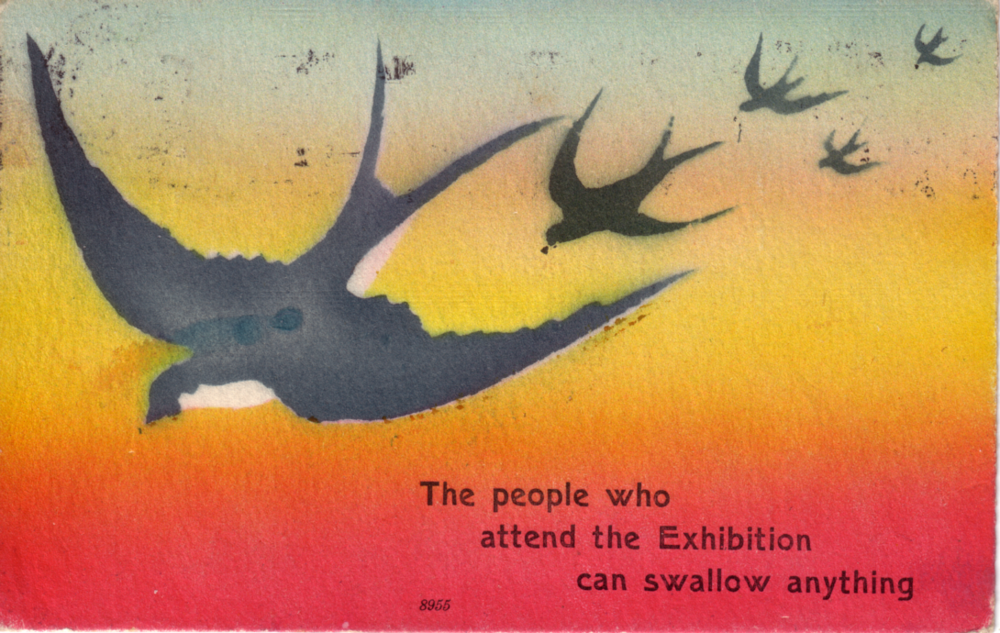 The people who
attend the Exhibition
can swallow anything
8955